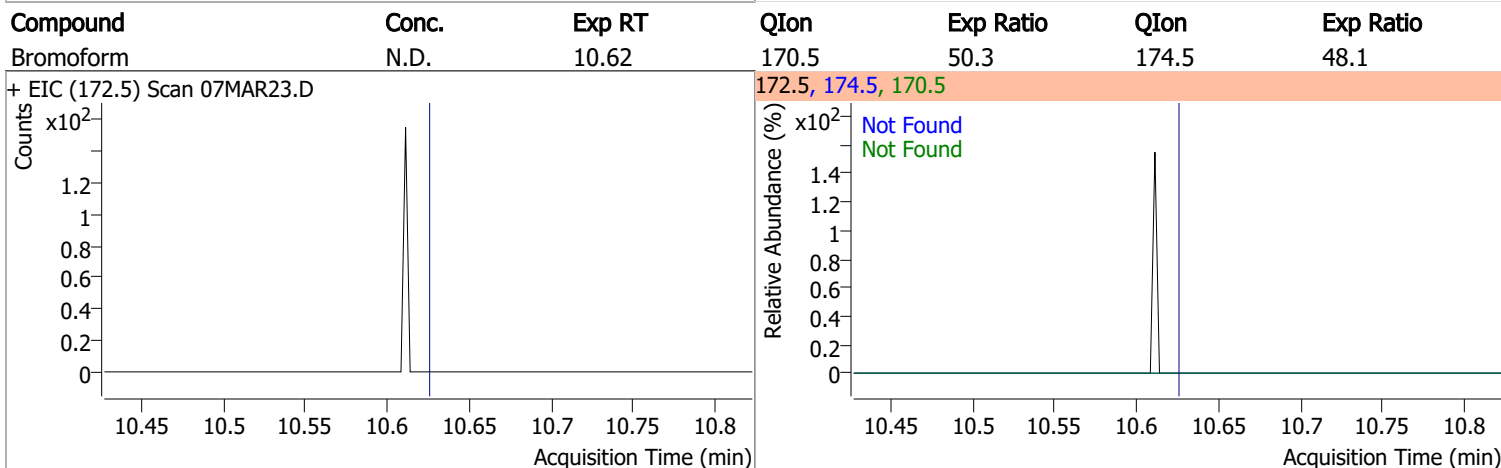 Compound Conc. Exp RT QIon Exp Ratio QIon Exp Ratio
Bromoform N.D. 10.62 170.5 50.3 174.5 48.1
+ EIC (172.5) Scan 07MAR23.D
Counts
x10²
1.2
1
0.8
0.6
0.4
0.2
0
10.45 10.5 10.55 10.6 10.65 10.7 10.75 10.8
Acquisition Time (min)
172.5, 174.5, 170.5
Relative Abundance (%)
x10²
Not Found
Not Found
1.4
1.2
1
0.8
0.6
0.4
0.2
0
10.45 10.5 10.55 10.6 10.65 10.7 10.75 10.8
Acquisition Time (min)